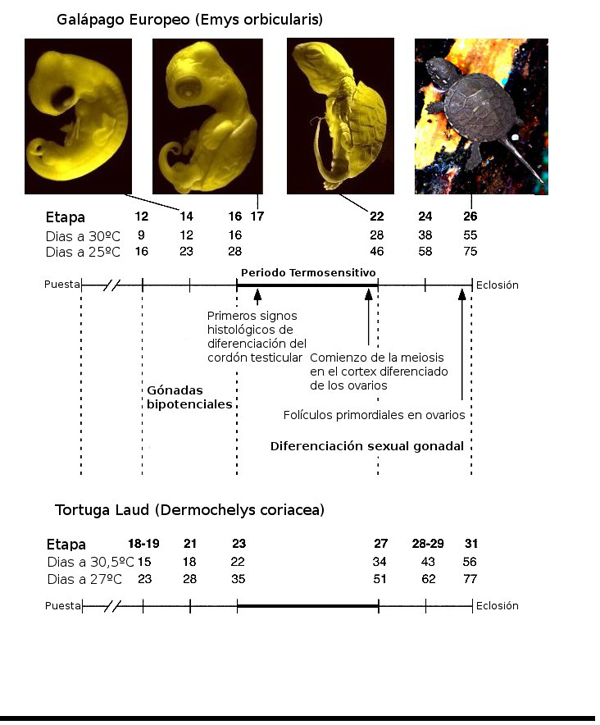 Galápago Europeo (Emys orbicularis)
Etapa 12 14 16 17 22 24 26
Dias a 30ºC 9 12 16 28 38 55
Dias a 25ºC 16 23 28 46 58 75
Periodo Termosensitivo
Puesta Eclosión
Primeros signos
histológicos de
diferenciación del
cordón testicular
Comienzo de la meiosis
en el cortex diferenciado
de los ovarios
Gónadas
bipotenciales
Folículos primordiales en ovarios
Diferenciación sexual gonadal
Tortuga Laud (Dermochelys coriacea)
Etapa 18-19 21 23 27 28-29 31
Dias a 30,5ºC 15 18 22 34 43 56
Dias a 27ºC 23 28 35 51 62 77
Puesta Eclosión